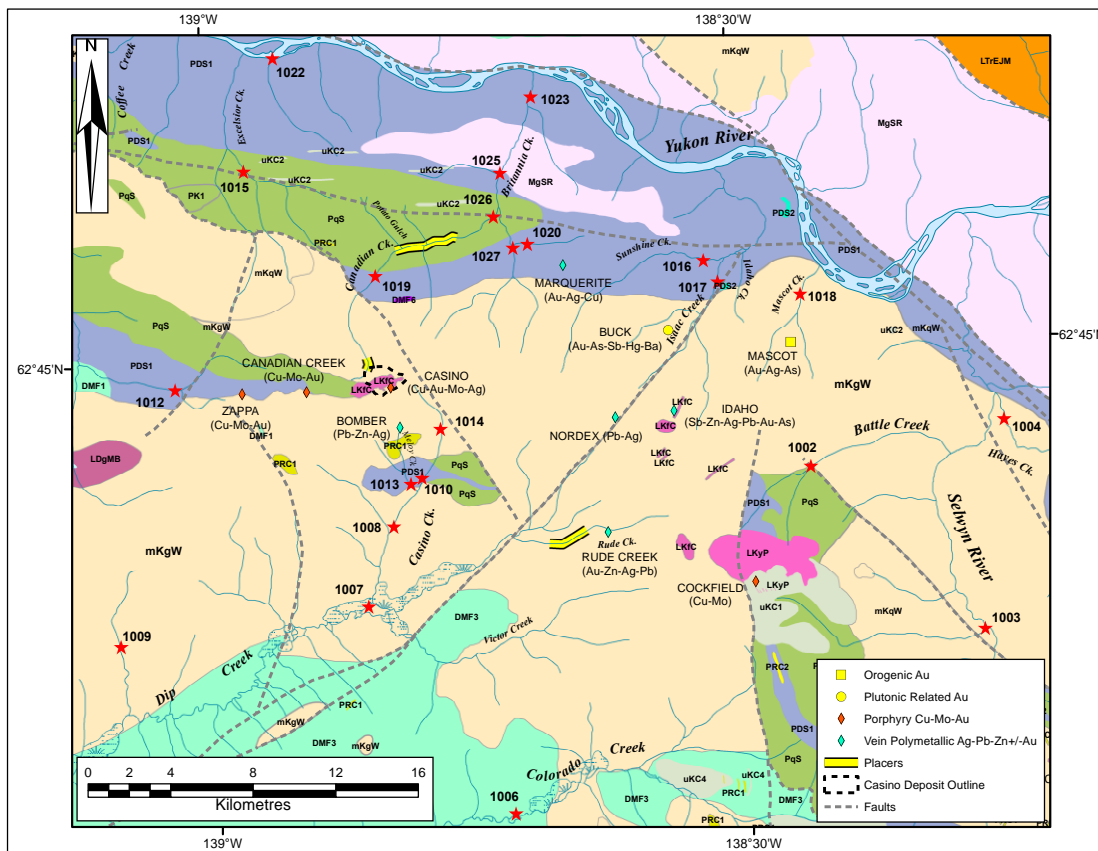 139°W
138°30'W
N
Coffee Creek
PDS1
1022
Excelsior Ck.
1023
mKqW
LTrEJM
MgSR
Yukon River
PDS1
uKC2
uKC2
uKC2
1025
Britannia Ck.
MgSR
1015
PqS
PK1
uKC2
1026
PDS2
PqS
Potato Gulch
1020
PDS1
PRC1
Canadian Ck.
1027
Sunshine Ck.
1016
Idaho Ck
mKqW
1019
MARQUERITE
(Au-Ag-Cu)
1017
PDS2
Mascot Ck.
1018
DMF6
PqS
mKgW
BUCK
(Au-As-Sb-Hg-Ba)
Isaac Creek
uKC2
mKqW
62°45'N
62°45'N
MASCOT
(Au-Ag-As)
PDS1
CANADIAN CREEK
(Cu-Mo-Au)
CASINO
(Cu-Au-Mo-Ag)
mKgW
DMF1
LKfC
LKfC
1012
ZAPPA
(Cu-Mo-Au)
DMF1
BOMBER
(Pb-Zn-Ag)
1014
NORDEX (Pb-Ag)
LKfC
LKfC
IDAHO
(Sb-Zn-Ag-Pb-Au-As)
Battle Creek
1004
LDgMB
PRC1
PRC1
Meloy Ck.
PqS
LKfC
LKfC
LKfC
1002
Hayes Ck.
PDS1
1013
1010
PqS
PDS1
PqS
Selwyn River
1008
Casino Ck.
mKgW
Rude Ck.
RUDE CREEK
(Au-Zn-Ag-Pb)
LKfC
LKyP
COCKFIELD
(Cu-Mo)
LKyP
uKC1
mKqW
1007
DMF3
Victor Creek
1003
1009
PRC2
Dip Creek
PRC1
mKgW
DMF3
mKgW
PDS1
PqS
Colorado Creek
uKC4
uKC4
PRC1
DMF3
DMF3
1006
Orogenic Au
Plutonic Related Au
Porphyry Cu-Mo-Au
Vein Polymetallic Ag-Pb-Zn+/-Au
Placers
Casino Deposit Outline
Faults
0 2 4 8 12 16
Kilometres
139°W
138°30'W